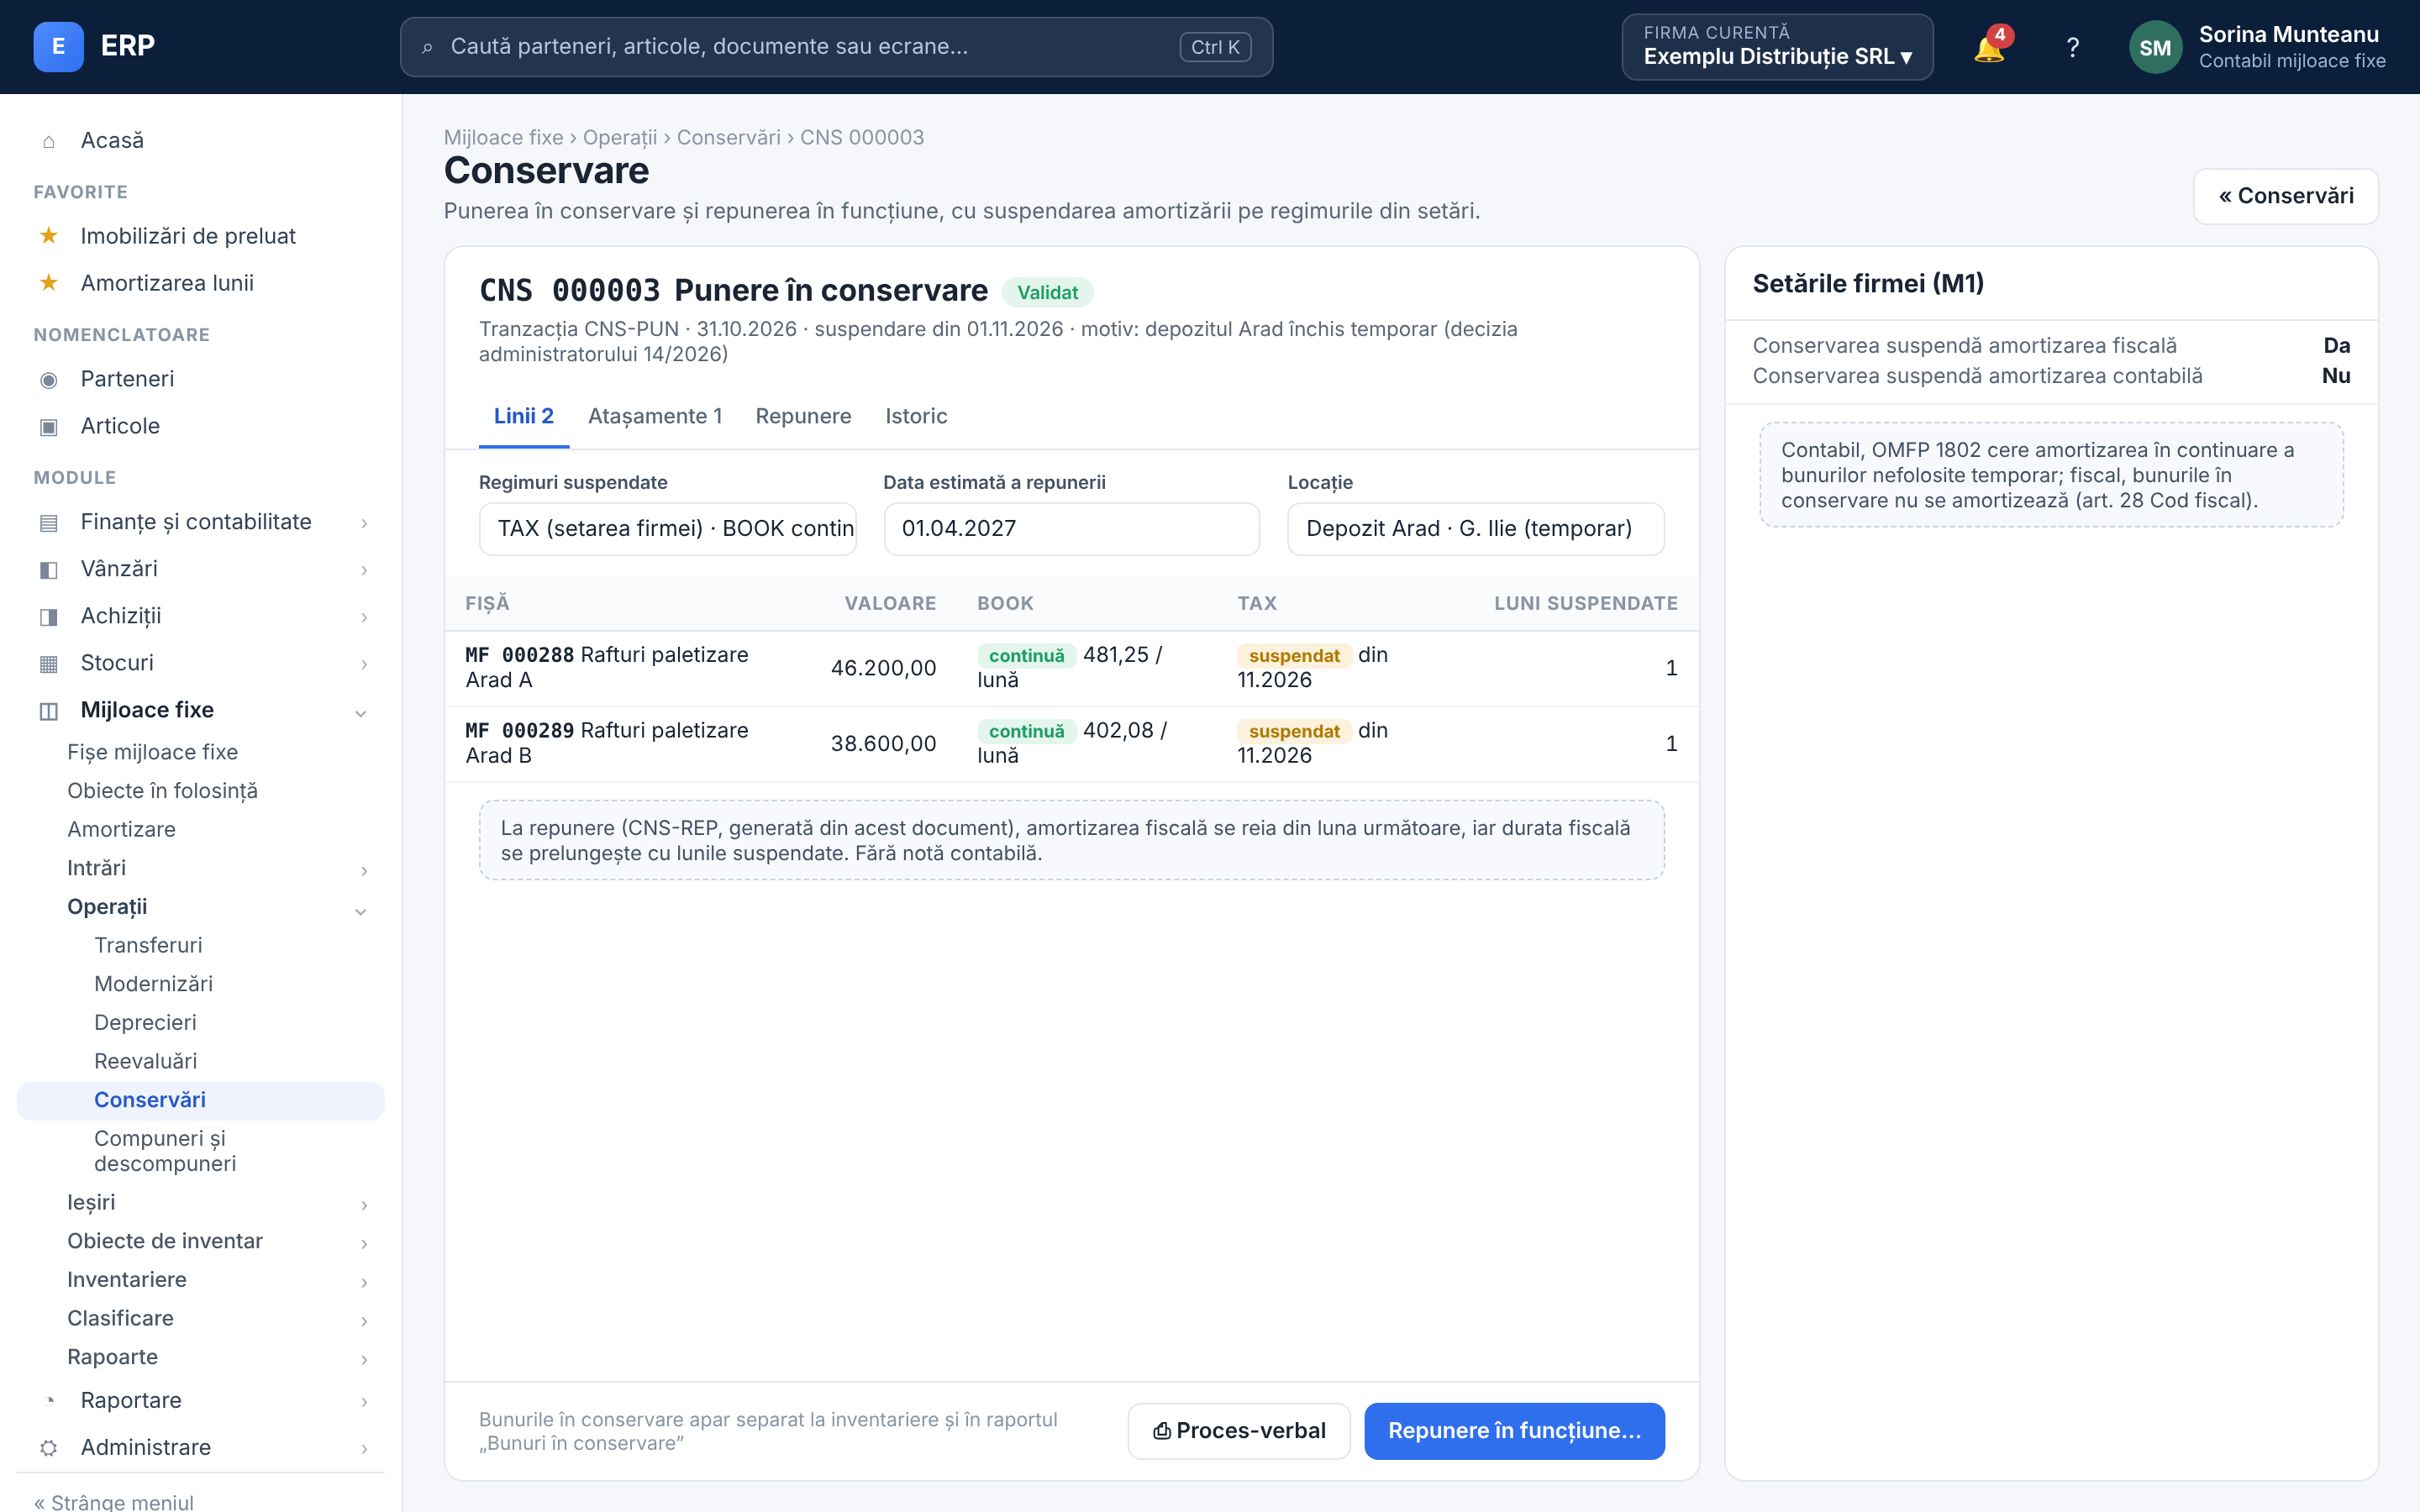 E ERP
Caută parteneri, articole, documente sau ecrane... Ctrl K
FIRMA CURENTĂ
Exemplu Distribuție SRL ▾
4
?
SM
Sorina Munteanu
Contabil mijloace fixe
Acasă
FAVORITE
★ Imobilizări de preluat
★ Amortizarea lunii
NOMENCLATOARE
Parteneri
Articole
MODULE
Finanțe și contabilitate ›
Vânzări ›
Achiziții ›
Stocuri ›
Mijloace fixe
Fișe mijloace fixe
Obiecte în folosință
Amortizare
Intrări ›
Operații
Transferuri
Modernizări
Deprecieri
Reevaluări
Conservări
Compuneri și
descompuneri
Ieșiri ›
Obiecte de inventar ›
Inventariere ›
Clasificare ›
Rapoarte ›
Raportare ›
Administrare ›
« Strânge meniul
Mijloace fixe › Operații › Conservări › CNS 000003
Conservare
Punerea în conservare și repunerea în funcțiune, cu suspendarea amortizării pe regimurile din setări.
« Conservări
CNS 000003 Punere în conservare Validat
Tranzacția CNS-PUN · 31.10.2026 · suspendare din 01.11.2026 · motiv: depozitul Arad închis temporar (decizia
administratorului 14/2026)
Linii 2 Atașamente 1 Repunere Istoric
Regimuri suspendate Data estimată a repunerii Locație
TAX (setarea firmei) · BOOK contin 01.04.2027 Depozit Arad · G. Ilie (temporar)
FIȘĂ VALOARE BOOK TAX LUNI SUSPENDATE
MF 000288 Rafturi paletizare
Arad A 46.200,00 continuă 481,25 /
lună suspendat din
11.2026 1
MF 000289 Rafturi paletizare
Arad B 38.600,00 continuă 402,08 /
lună suspendat din
11.2026 1
La repunere (CNS-REP, generată din acest document), amortizarea fiscală se reia din luna următoare, iar durata fiscală
se prelungește cu lunile suspendate. Fără notă contabilă.
Bunurile în conservare apar separat la inventariere și în raportul
„Bunuri în conservare”
⎙ Proces-verbal
Repunere în funcțiune...
Setările firmei (M1)
Conservarea suspendă amortizarea fiscală Da
Conservarea suspendă amortizarea contabilă Nu
Contabil, OMFP 1802 cere amortizarea în continuare a
bunurilor nefolosite temporar; fiscal, bunurile în
conservare nu se amortizează (art. 28 Cod fiscal).